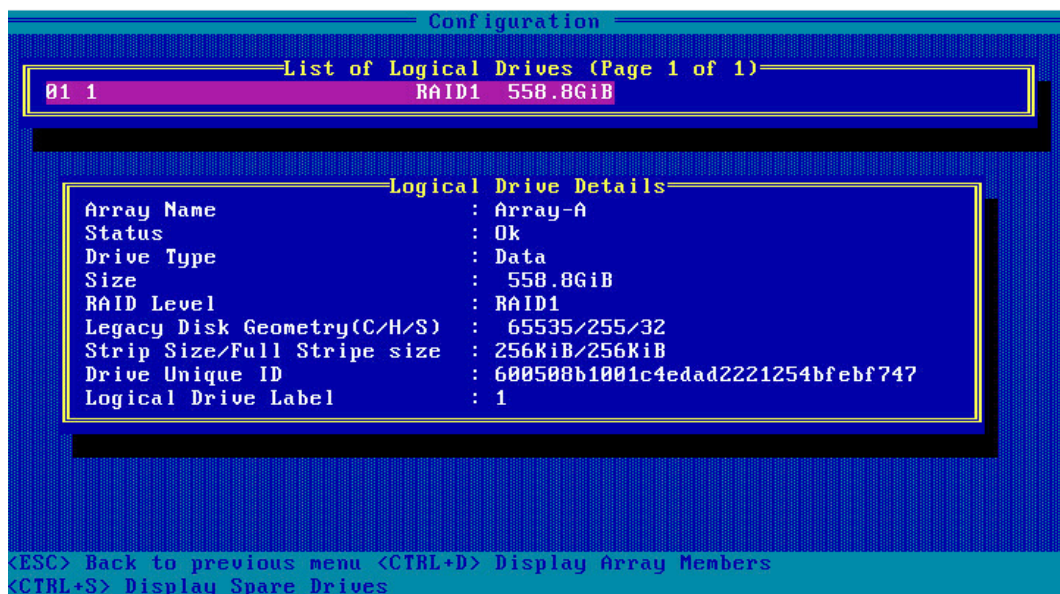 Configuration
List of Logical Drives (Page 1 of 1)
01 1 RAID1 558.8GiB
Logical Drive Details
Array Name : Array-A
Status : Ok
Drive Type : Data
Size : 558.8GiB
RAID Level : RAID1
Legacy Disk Geometry(C/H/S) : 65535/255/32
Strip Size/Full Stripe size : 256KiB/256KiB
Drive Unique ID : 600508b1001c4edad2221254bfebf747
Logical Drive Label : 1
<ESC> Back to previous menu <CTRL+D> Display Array Members
<CTRL+S> Display Spare Drives